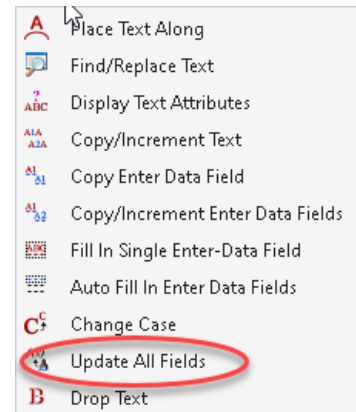 Place Text Along
Find/Replace Text
Display Text Attributes
Copy/Increment Text
Copy Enter Data Field
Copy/Increment Enter Data Fields
Fill In Single Enter-Data Field
Auto Fill In Enter Data Fields
Change Case
Update All Fields
Drop Text